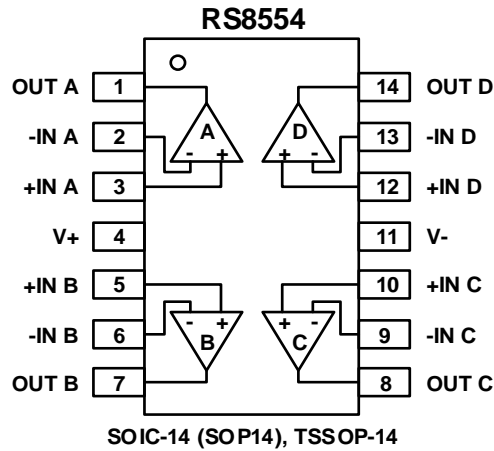 RS8554
OUT A 1 14 OUT D
-IN A 2 A D 13 -IN D
- + + -
+IN A 3 12 +IN D
V+ 4 11 V-
+IN B 5 10 +IN C
- + + -
-IN B 6 B C 9 -IN C
OUT B 7 8 OUT C
SOIC-14 (SOP14), TSSOP-14